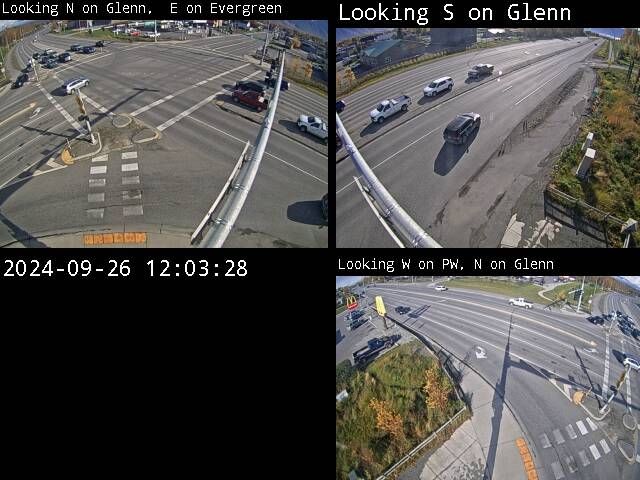 Looking N on Glenn, E on Evergreen
Looking S on Glenn
2024-09-26 12:03:28
Looking W on PW, N on Glenn